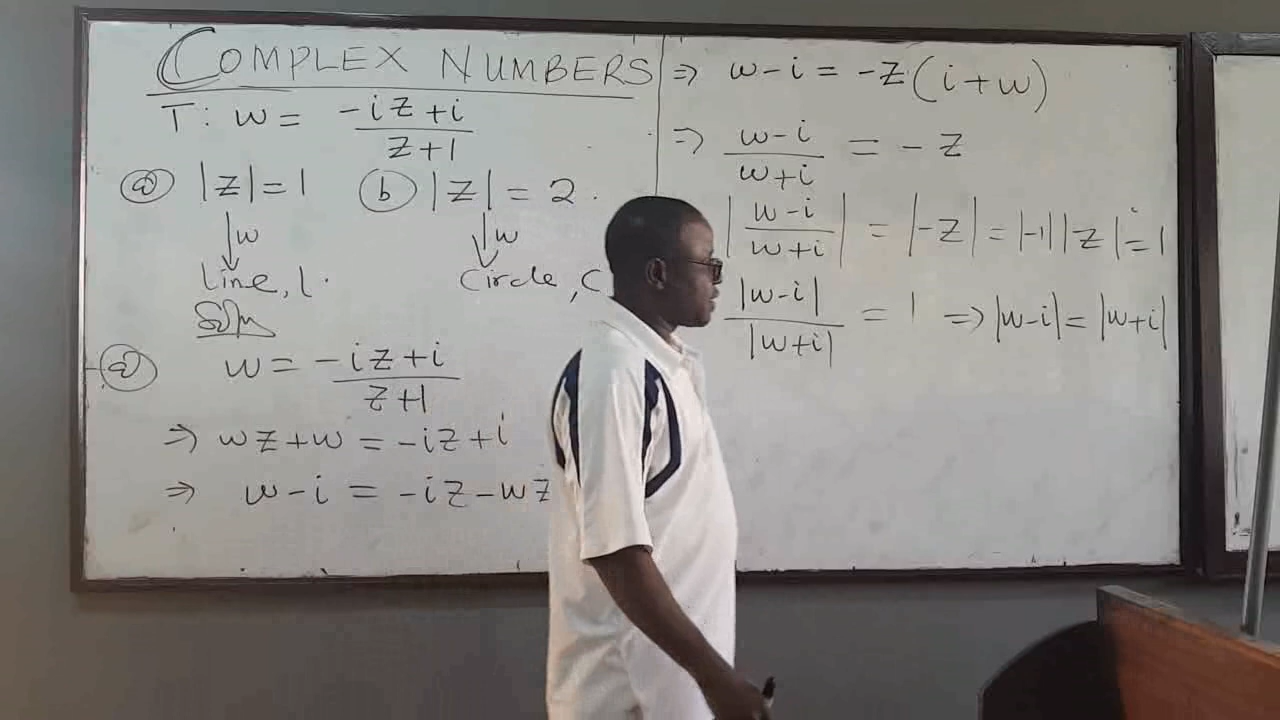 COMPLEX NUMBERS
T: w = (-iz+i)/(z+1)
ⓐ |z|=1 ⓑ |z|=2.
↓w ↓w
Line, l. Circle, C
Soln
ⓐ w = (-iz+i)/(z+1)
⇒ wz+w = -iz+i
⇒ w-i = -iz-wz
⇒ w-i = -z(i+w)
⇒ (w-i)/(w+i) = -z
|(w-i)/(w+i)| = |-z| = |-1||z| = 1
|w-i|/|w+i| = 1 ⇒ |w-i| = |w+i|